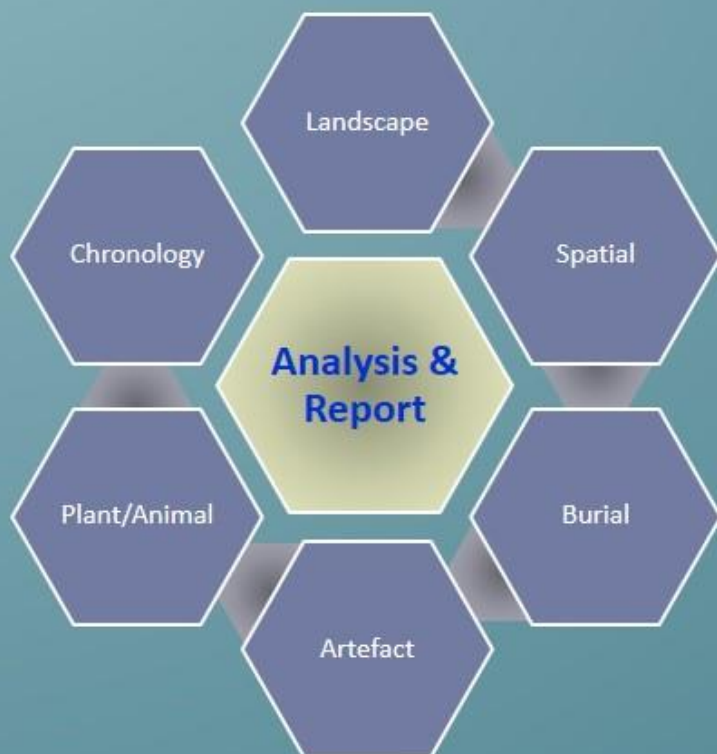 Landscape
Chronology
Spatial
Analysis &
Report
Plant/Animal
Burial
Artefact